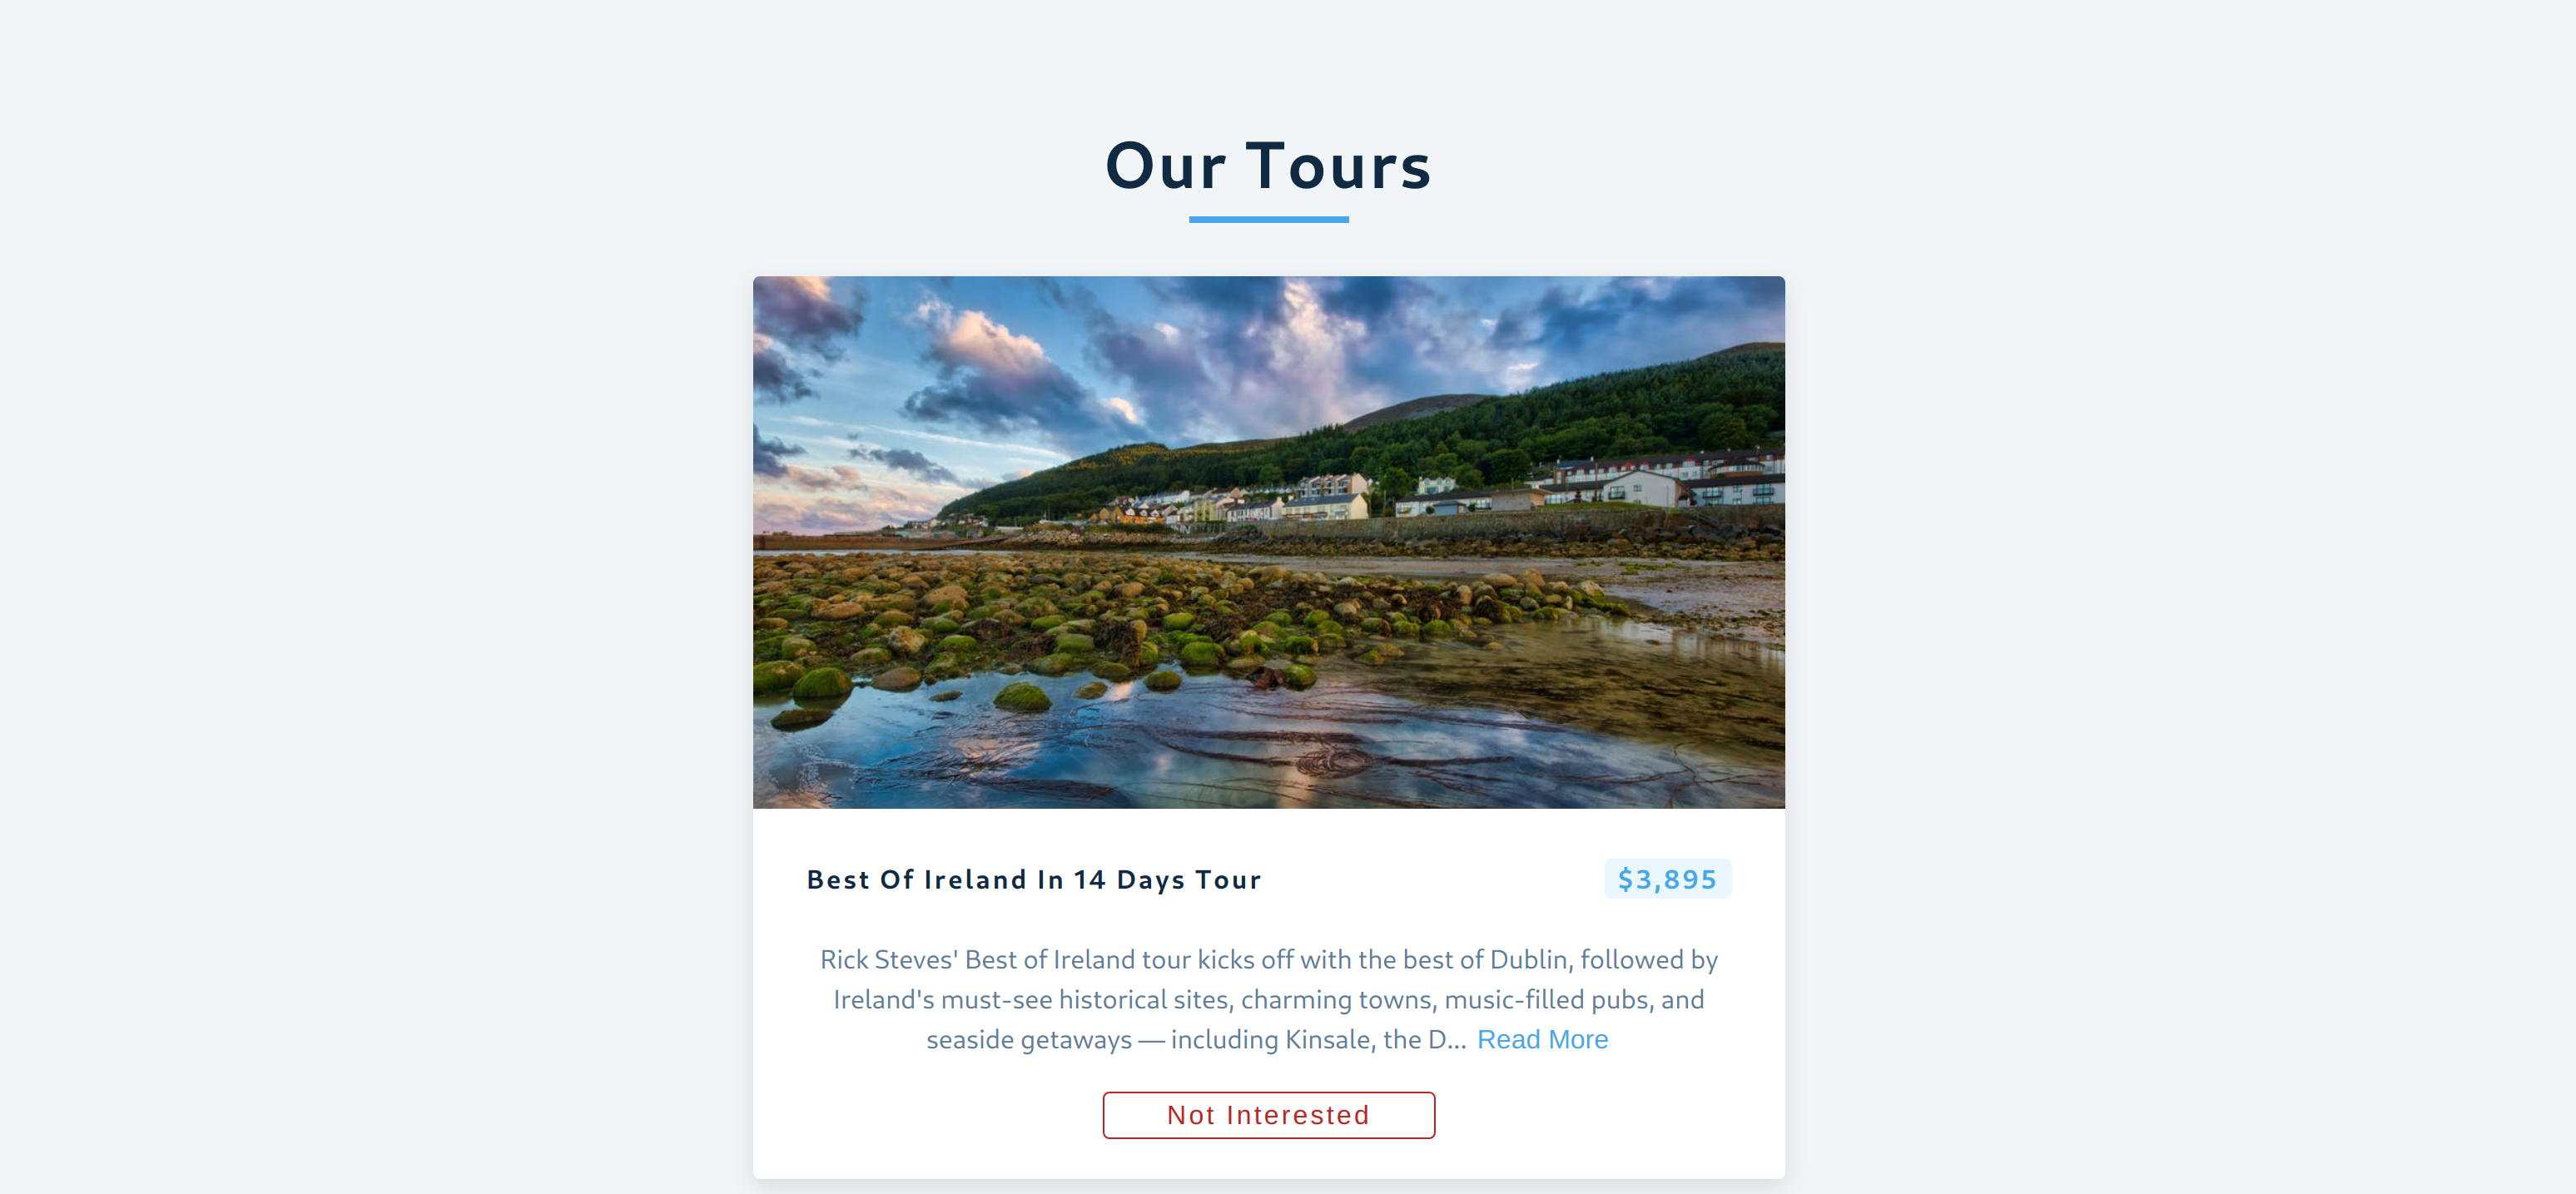 Our Tours
Best Of Ireland In 14 Days Tour
$3,895
Rick Steves' Best of Ireland tour kicks off with the best of Dublin, followed by
Ireland's must-see historical sites, charming towns, music-filled pubs, and
seaside getaways — including Kinsale, the D... Read More
Not Interested